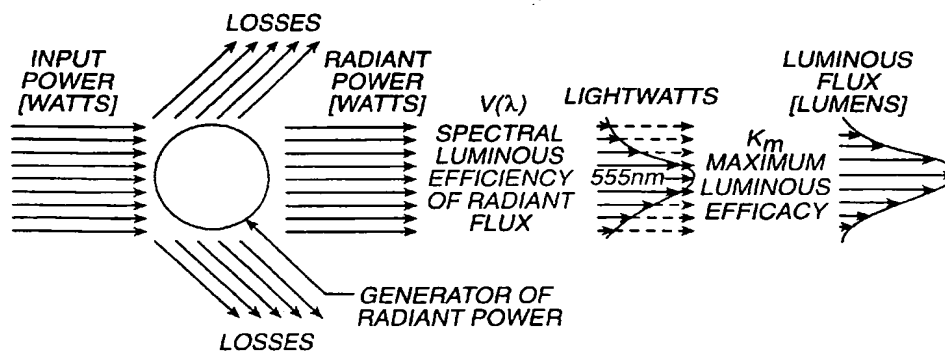 LOSSES
INPUT
POWER
[WATTS]
RADIANT
POWER
[WATTS]
V(λ)
SPECTRAL
LUMINOUS
EFFICIENCY
OF RADIANT
FLUX
LIGHTWATTS
555nm
Km
MAXIMUM
LUMINOUS
EFFICACY
LUMINOUS
FLUX
[LUMENS]
GENERATOR OF
RADIANT POWER
LOSSES